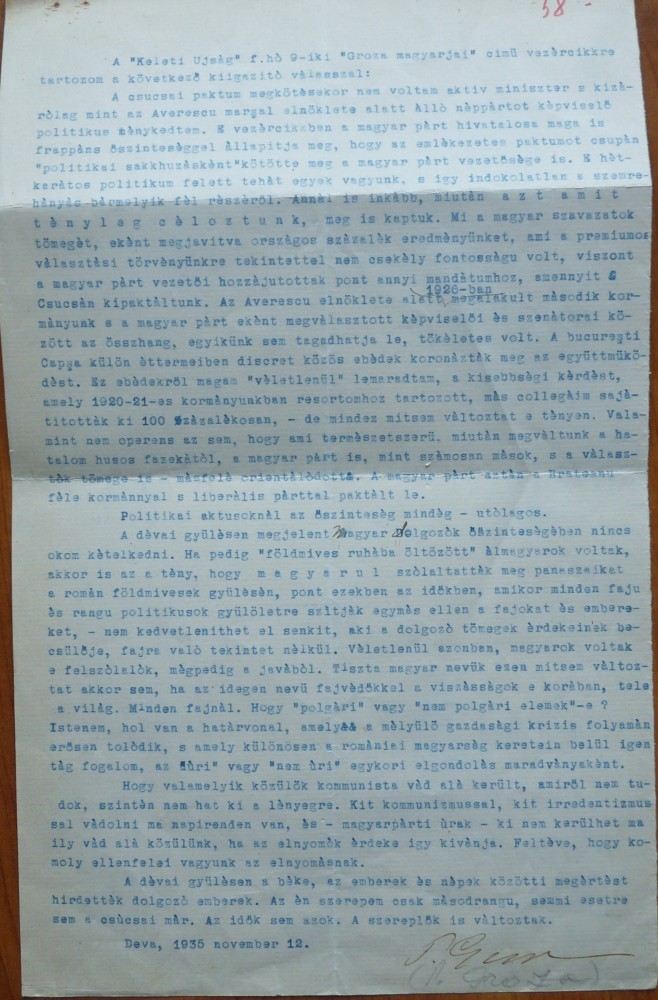 58-
A "Keleti Ujság" f.hó 9-iki "Groza magyarjai" cimü vezércikkre
tartozom a következő kiigazitó válasszal:
A csucsai paktum megkötésekor nem voltam aktiv miniszter s kizá-
rólag mint az Averescu marsal elnöklete alatt álló néppártot képviselő
politikus ténykedtem. E vezércikkben a magyar párt hivatalosa maga is
frappáns őszinteséggel állapitja meg, hogy az emlékezetes paktumot csupán
"politikai sakkhuzásként"kötötte meg a magyar párt vezetősége is. E hét-
karátos politikum felett tehát egyek vagyunk, s igy indokolatlan a szemre-
hányás bármelyik fél részéről. Annál is inkább, miután a z t  a m i t
t é n y l e g  c é l o z t u n k, meg is kaptuk. Mi a magyar szavazatok
tömegét, eként megjavitva országos százalék eredményünket, ami a premiumos
választási törvényünkre tekintettel nem csekély fontosságu volt, viszont
a magyar párt vezetői hozzájutottak pont annyi mandátumhoz, amennyit
1926-ban
Csucsán kipaktáltunk. Az Averescu elnöklete alatt megalakult második kor-
mányunk s a magyar párt eként megválasztott képviselői és szenátorai kö-
zött az összhang, egyikünk sem tagadhatja le, tökéletes volt. A bucureşti
Capşa külön éttermeiben discret közös ebédek koronázták meg az együttmükö-
dést. Ez ebédekről magam "véletlenül" lemaradtam, a kisebbségi kérdést,
amely 1920-21-es kormányunkban resortomhoz tartozott, más collegáim sajá-
titották ki 100 százalékosan, - de mindez mitsem változtat e tényen. Vala-
mint nem operens az sem, hogy ami természetszerü, miután megváltunk a ha-
talom husos fazekától, a magyar párt is, mint számosan mások, s a válasz-
tók tömege is - másfelé orientálódott. A magyar párt aztán a Brateanu
féle kormánnyal s liberális párttal paktált le.
Politikai aktusoknál az őszinteség mindég - utólagos.
A dévai gyülésen megjelent Magyar dolgozók őszinteségében nincs
okom kételkedni. Ha pedig "földmives ruhába öltözött" álmagyarok voltak,
akkor is az a tény, hogy m a g y a r u l  szólaltatták meg panaszaikat
a román földmivesek gyülésén, pont ezekben az időkben, amikor minden faju
és rangu politikusok gyülöletre szitják egymás ellen a fajokat és embere-
ket, - nem kedvetlenithet el senkit, aki a dolgozó tömegek érdekeinek be-
csülője, fajra való tekintet nélkül. Véletlenül azonban, magyarok voltak
e felszólalók, mégpedig a javából. Tiszta magyar nevük ezen mitsem változ-
tat akkor sem, ha az idegen nevü fajvédőkkel a viszásságok e korában, tele
a világ. Minden fajnál. Hogy "polgári" vagy "nem polgári elemek"-e ?
Istenem, hol van a határvonal, amely a mélyülő gazdasági krizis folyamán
erősen tolódik, s amely különösen a romániai magyarság keretein belül igen
tág fogalom, az "úri" vagy "nem úri" egykori elgondolás maradványaként.
Hogy valamelyik közülök kommunista vád alá került, amiről nem tu-
dok, szintén nem hat ki a lényegre. Kit kommunizmussal, kit irredentizmus-
sal vádolni ma napirenden van, és - magyarpárti úrak - ki nem kerülhet ma
ily vád alá közülünk, ha az elnyomók érdeke igy kivánja. Feltéve, hogy ko-
moly ellenfelei vagyunk az elnyomásnak.
A dévai gyülésen a béke, az emberek és népek közötti megértést
hirdették dolgozó emberek. Az én szerepem csak másodrangu, semmi esetre
sem a csúcsai már. Az idők sem azok. A szereplők is változtak.
Deva, 1935 november 12.
P. Groza
(P. Groza)